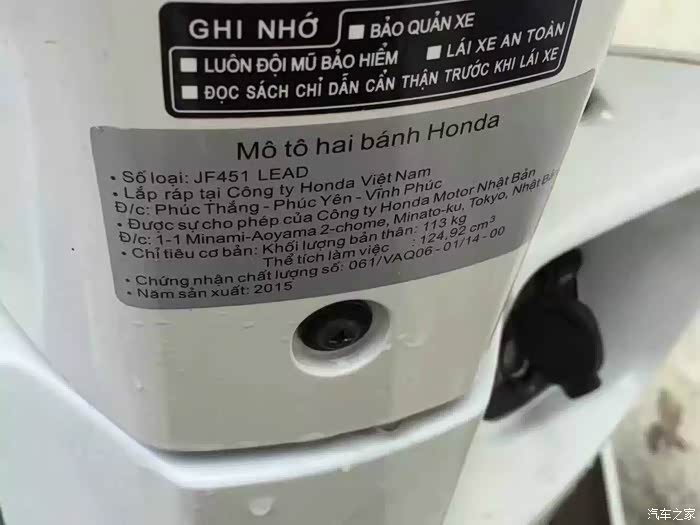 GHI NHỚ
■ BẢO QUẢN XE
■ LUÔN ĐỘI MŨ BẢO HIỂM ■ LÁI XE AN TOÀN
■ ĐỌC SÁCH CHỈ DẪN CẨN THẬN TRƯỚC KHI LÁI XE
Mô tô hai bánh Honda
• Số loại: JF451 LEAD
• Lắp ráp tại Công ty Honda Việt Nam
Đ/c: Phúc Thắng - Phúc Yên - Vĩnh Phúc
• Được sự cho phép của Công ty Honda Motor Nhật Bản
Đ/c: 1-1 Minami-Aoyama 2-chome, Minato-ku, Tokyo, Nhật
• Chỉ tiêu cơ bản: Khối lượng bản thân: 113 kg
Thể tích làm việc : 124,92 cm³
• Chứng nhận chất lượng số: 061/VAQ06-01/14-00
• Năm sản xuất: 2015
汽车之家